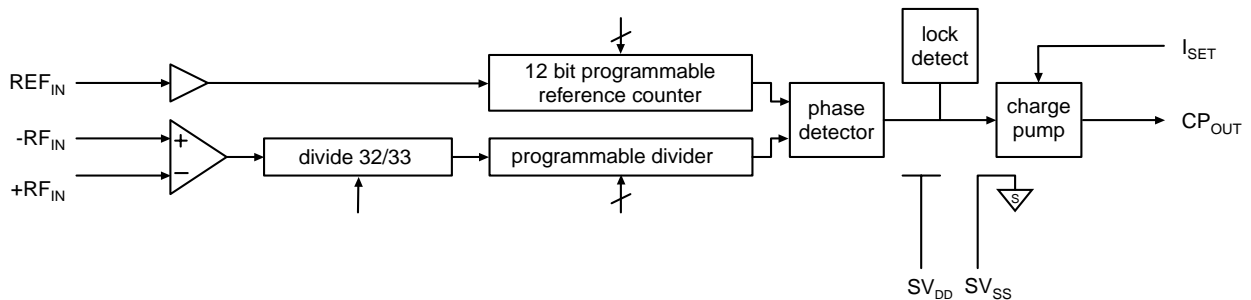 lock
detect
I_SET
REF_IN
12 bit programmable
reference counter
phase
detector
charge
pump
CP_OUT
-RF_IN
+
divide 32/33
programmable divider
+RF_IN
−
S
SV_DD
SV_SS